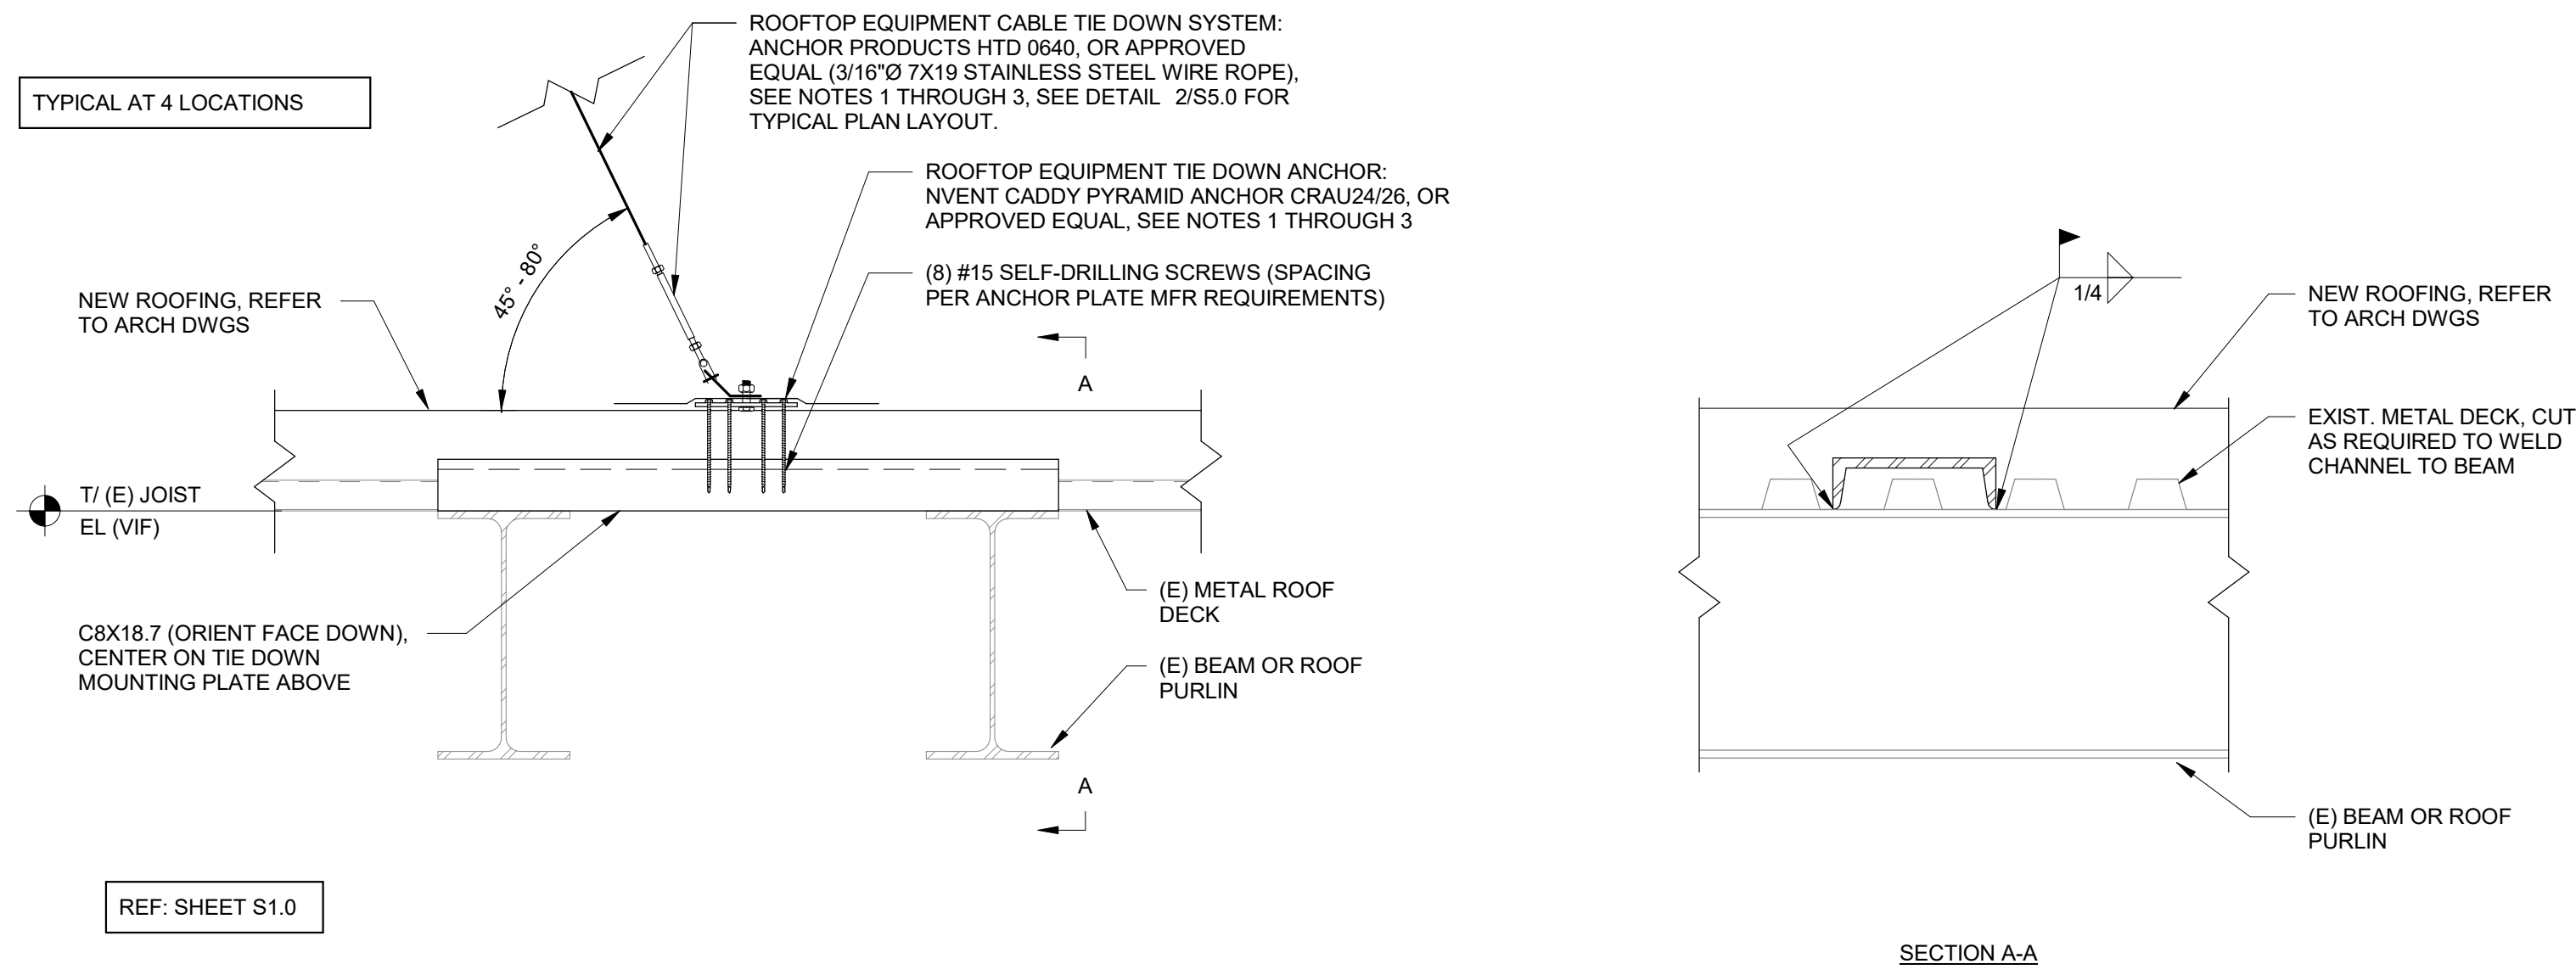 ROOFTOP EQUIPMENT CABLE TIE DOWN SYSTEM:
ANCHOR PRODUCTS HTD 0640, OR APPROVED
EQUAL (3/16"Ø 7X19 STAINLESS STEEL WIRE ROPE),
SEE NOTES 1 THROUGH 3, SEE DETAIL 2/S5.0 FOR
TYPICAL PLAN LAYOUT.
TYPICAL AT 4 LOCATIONS
ROOFTOP EQUIPMENT TIE DOWN ANCHOR:
NVENT CADDY PYRAMID ANCHOR CRAU24/26, OR
APPROVED EQUAL, SEE NOTES 1 THROUGH 3
(8) #15 SELF-DRILLING SCREWS (SPACING
PER ANCHOR PLATE MFR REQUIREMENTS)
45° - 80°
NEW ROOFING, REFER
TO ARCH DWGS
A
T/ (E) JOIST
EL (VIF)
C8X18.7 (ORIENT FACE DOWN),
CENTER ON TIE DOWN
MOUNTING PLATE ABOVE
(E) METAL ROOF
DECK
(E) BEAM OR ROOF
PURLIN
A
REF: SHEET S1.0
1/4
NEW ROOFING, REFER
TO ARCH DWGS
EXIST. METAL DECK, CUT
AS REQUIRED TO WELD
CHANNEL TO BEAM
(E) BEAM OR ROOF
PURLIN
SECTION A-A